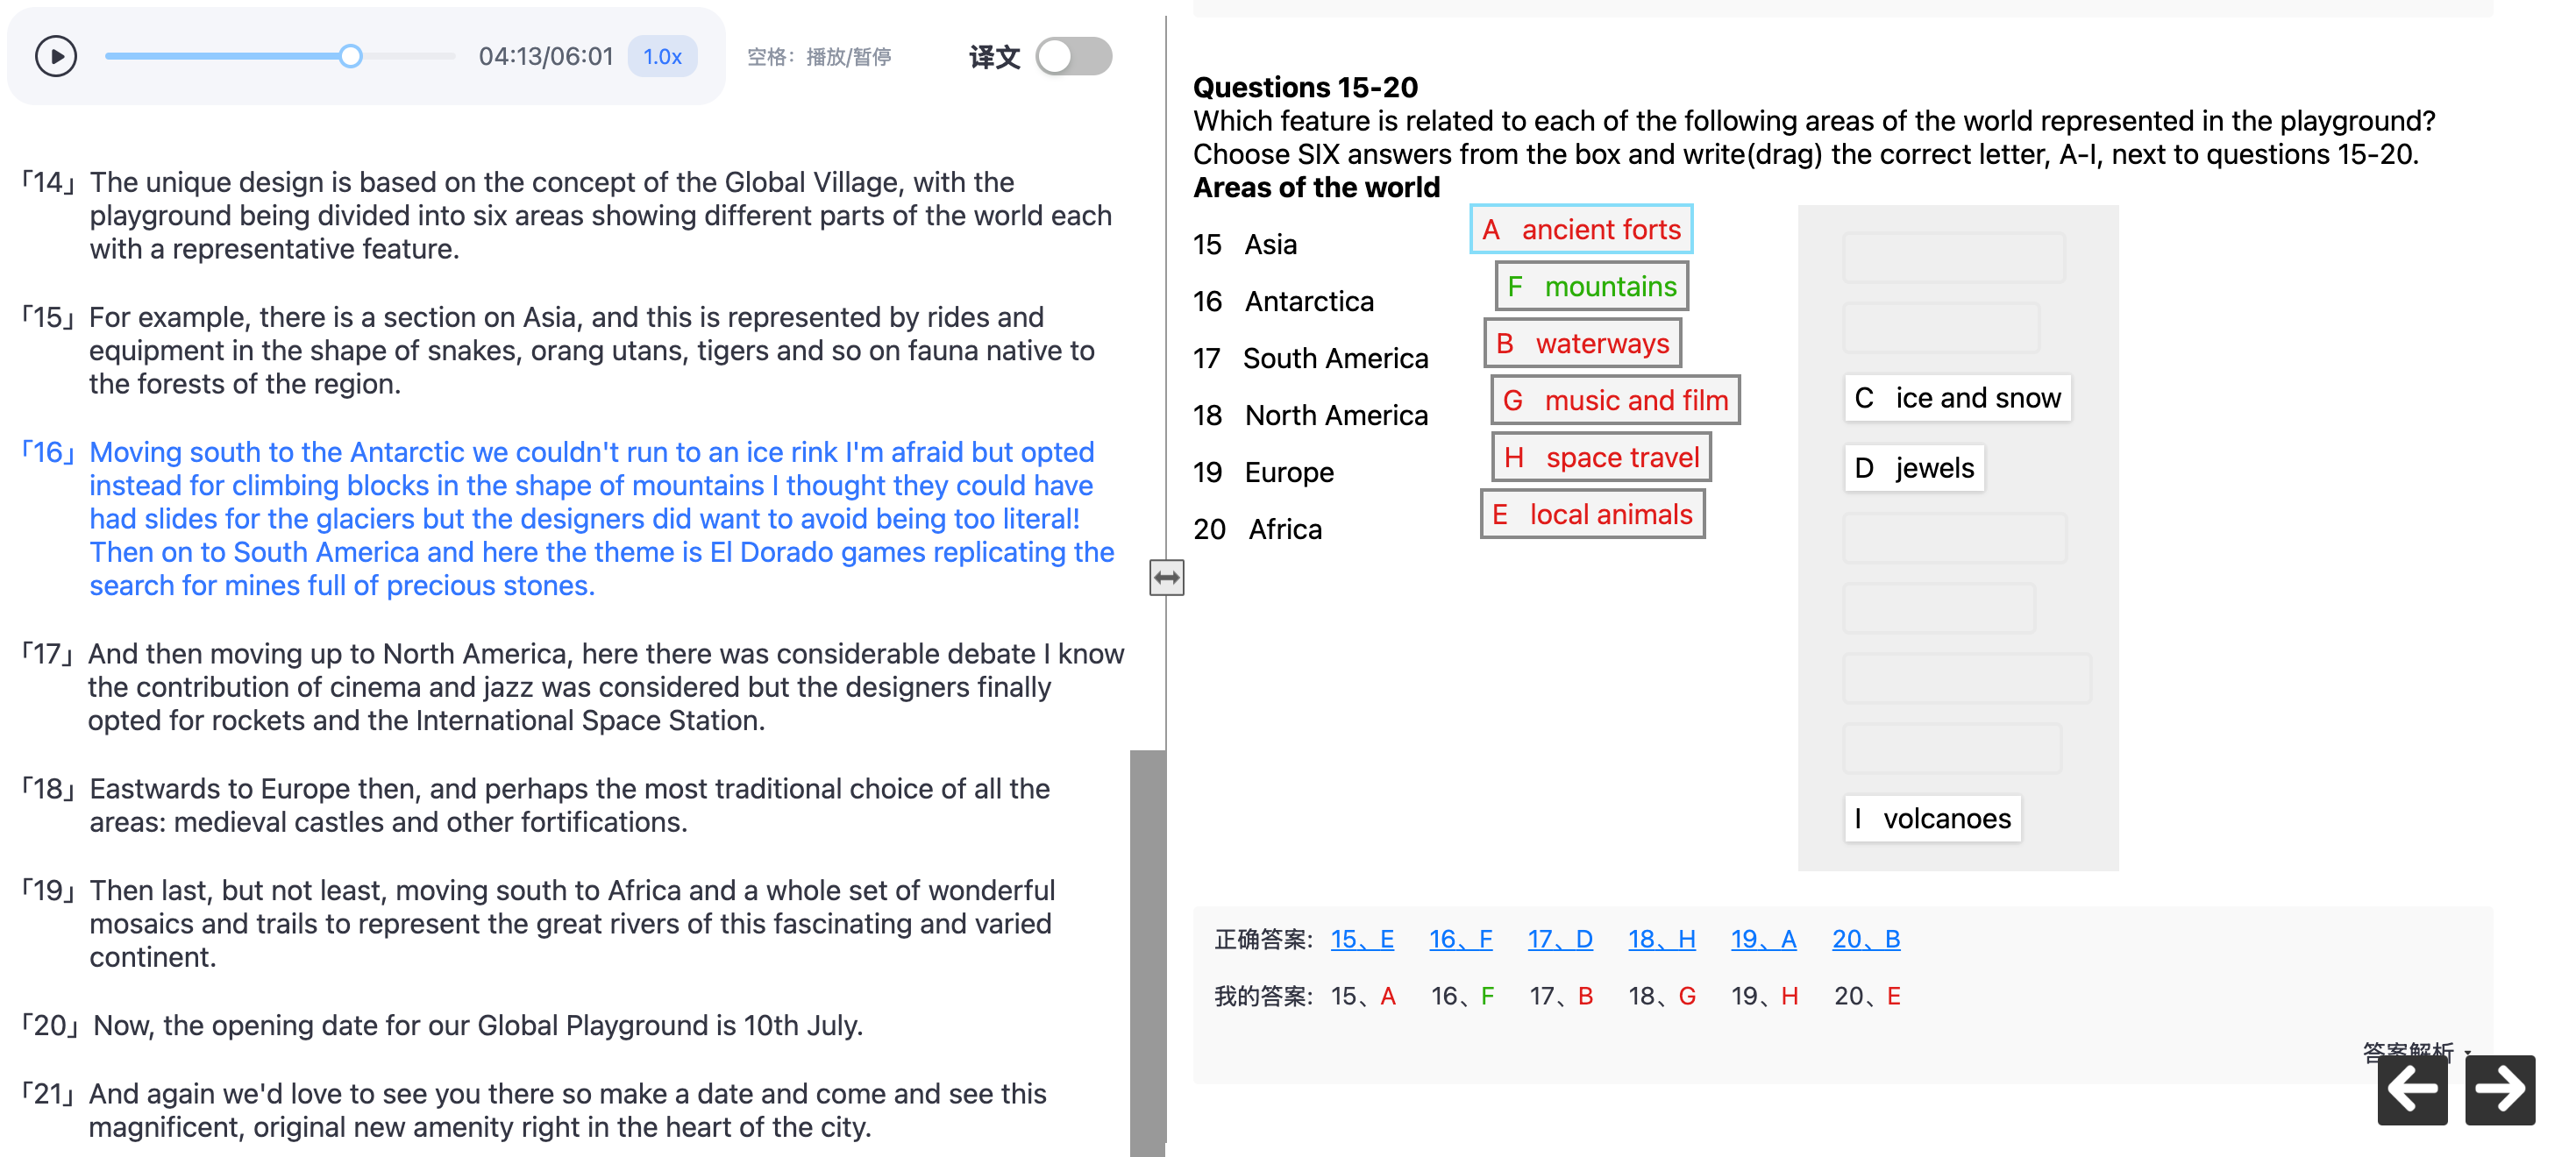 04:13/06:01 1.0x 空格：播放/暂停 译文
「14」 The unique design is based on the concept of the Global Village, with the
playground being divided into six areas showing different parts of the world each
with a representative feature.
「15」 For example, there is a section on Asia, and this is represented by rides and
equipment in the shape of snakes, orang utans, tigers and so on fauna native to
the forests of the region.
「16」 Moving south to the Antarctic we couldn't run to an ice rink I'm afraid but opted
instead for climbing blocks in the shape of mountains I thought they could have
had slides for the glaciers but the designers did want to avoid being too literal!
Then on to South America and here the theme is El Dorado games replicating the
search for mines full of precious stones.
「17」 And then moving up to North America, here there was considerable debate I know
the contribution of cinema and jazz was considered but the designers finally
opted for rockets and the International Space Station.
「18」 Eastwards to Europe then, and perhaps the most traditional choice of all the
areas: medieval castles and other fortifications.
「19」 Then last, but not least, moving south to Africa and a whole set of wonderful
mosaics and trails to represent the great rivers of this fascinating and varied
continent.
「20」 Now, the opening date for our Global Playground is 10th July.
「21」 And again we'd love to see you there so make a date and come and see this
magnificent, original new amenity right in the heart of the city.
Questions 15-20
Which feature is related to each of the following areas of the world represented in the playground?
Choose SIX answers from the box and write(drag) the correct letter, A-I, next to questions 15-20.
Areas of the world
15 Asia A ancient forts
16 Antarctica F mountains
17 South America B waterways
18 North America G music and film
19 Europe H space travel
20 Africa E local animals
C ice and snow
D jewels
I volcanoes
正确答案: 15、E 16、F 17、D 18、H 19、A 20、B
我的答案: 15、A 16、F 17、B 18、G 19、H 20、E
答案解析